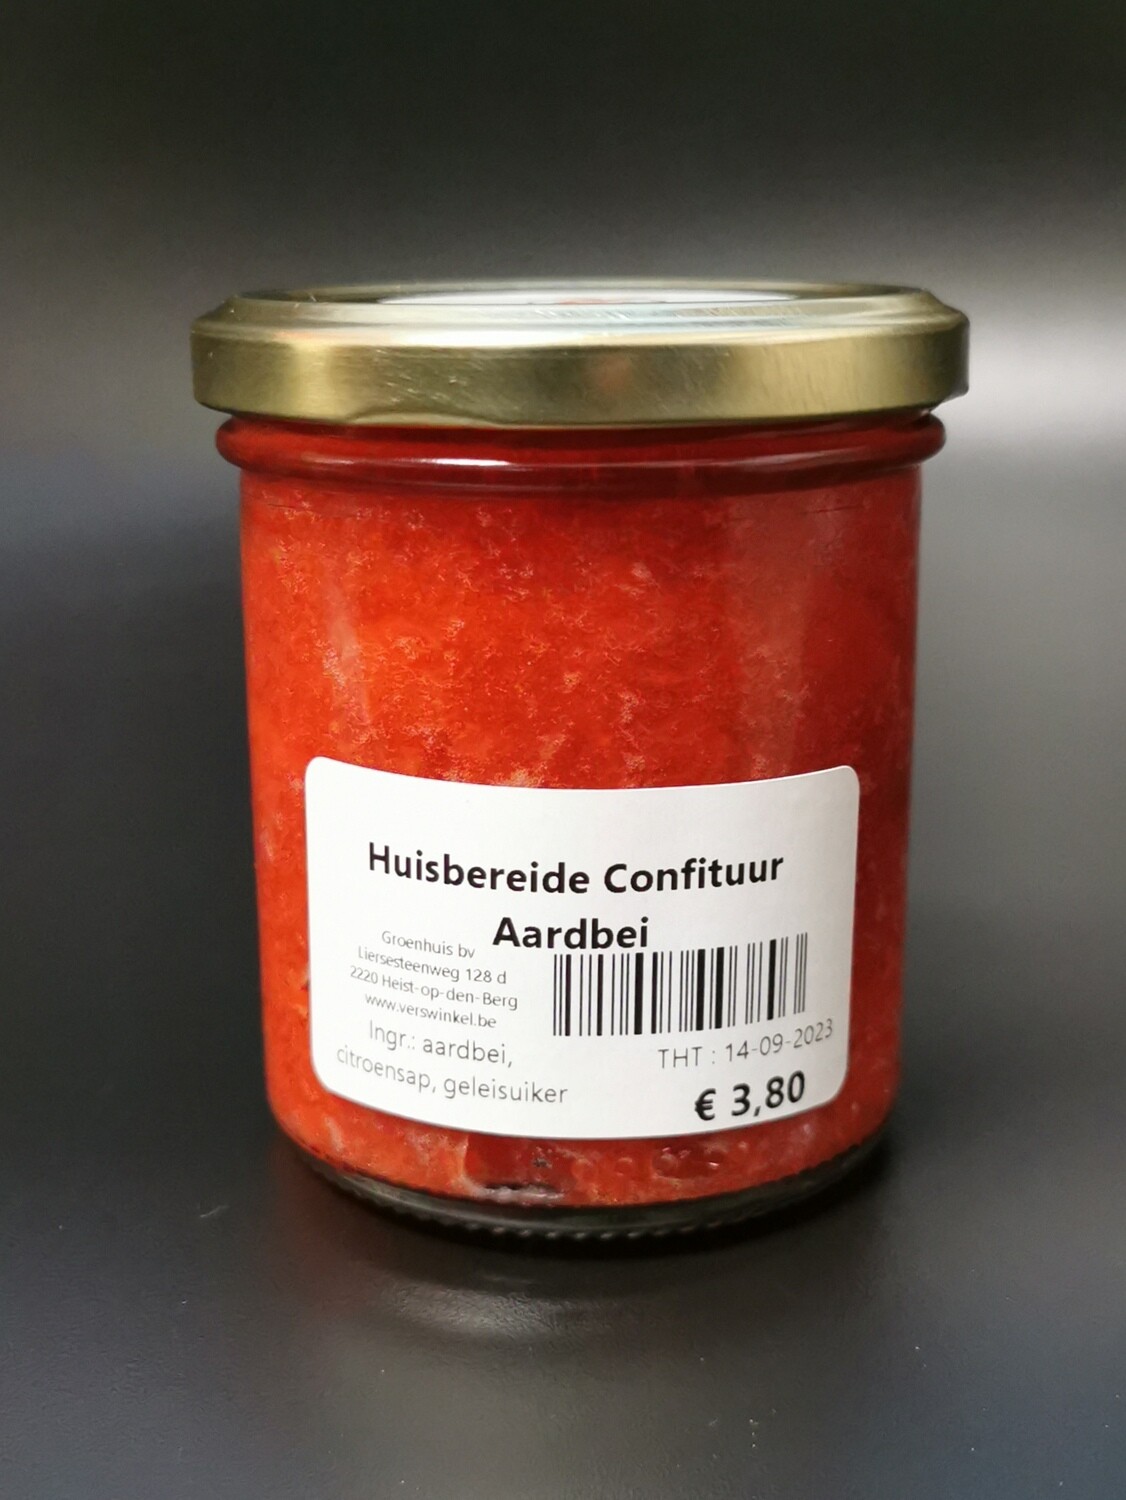 Huisbereide Confituur
Aardbei
Groenhuis bv
Liersesteenweg 128 d
2220 Heist-op-den-Berg
www.verswinkel.be
Ingr.: aardbei,
citroensap, geleisuiker
THT : 14-09-2023
€ 3,80